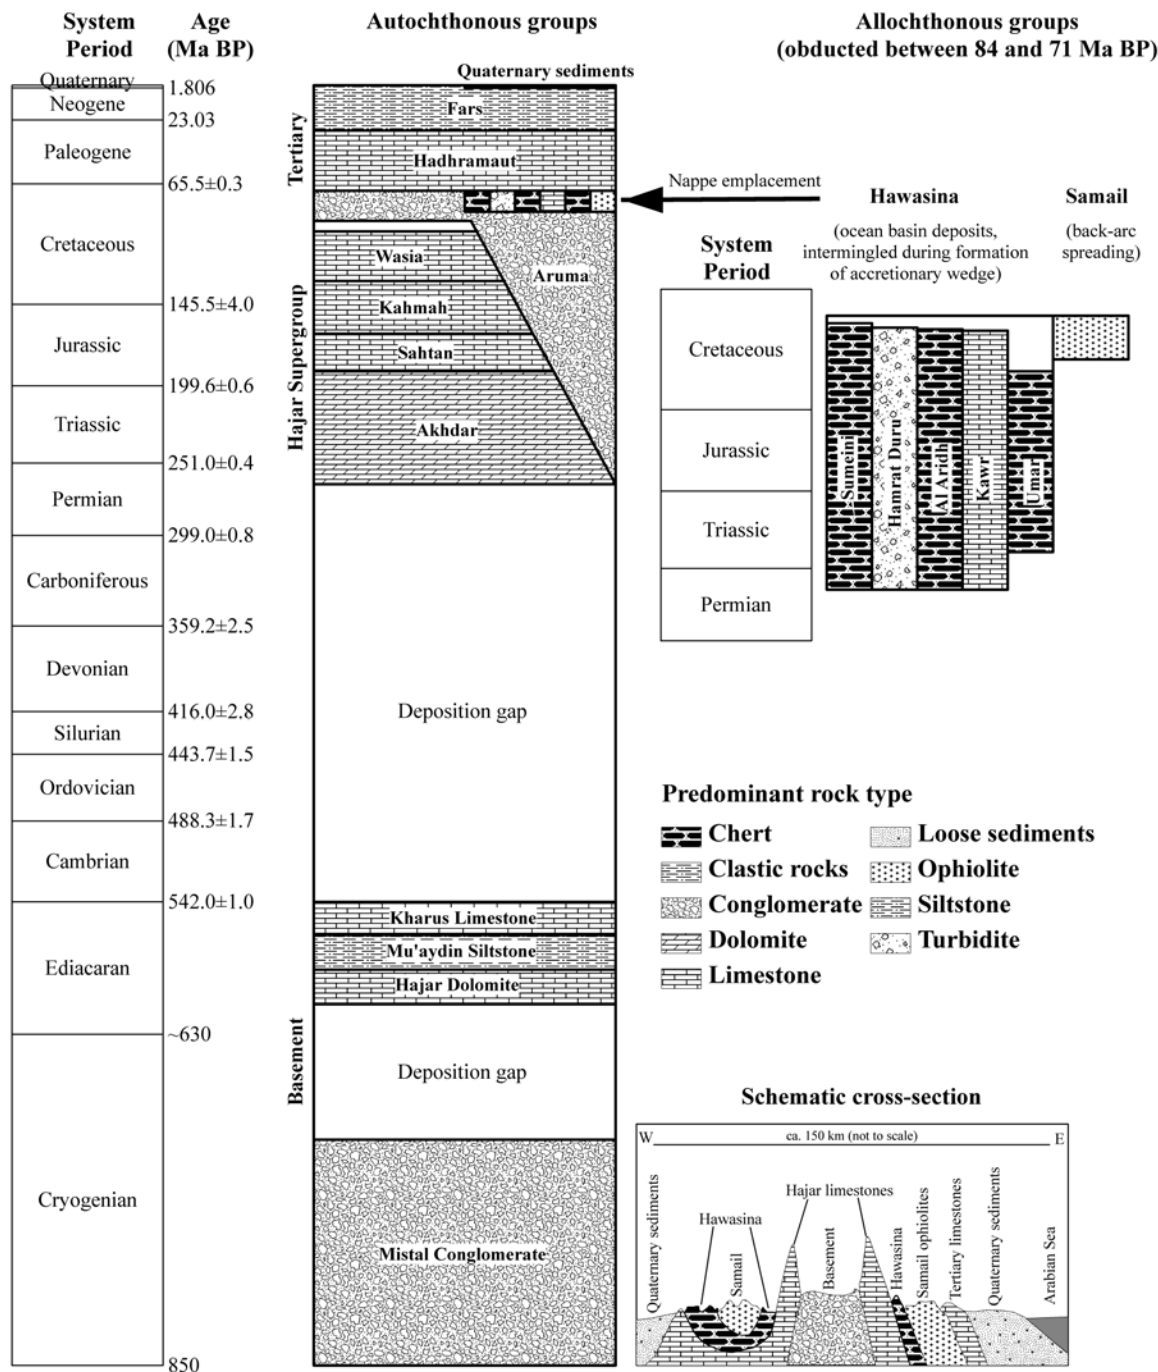 System
Period
Age
(Ma BP)
Autochthonous groups
Allochthonous groups
(obducted between 84 and 71 Ma BP)
Quaternary
1.806
Neogene
23.03
Paleogene
65.5±0.3
Cretaceous
145.5±4.0
Jurassic
199.6±0.6
Triassic
251.0±0.4
Permian
299.0±0.8
Carboniferous
359.2±2.5
Devonian
416.0±2.8
Silurian
443.7±1.5
Ordovician
488.3±1.7
Cambrian
542.0±1.0
Ediacaran
~630
Cryogenian
850
Tertiary
Hajar Supergroup
Basement
Quaternary sediments
Fars
Hadhramaut
Wasia
Aruma
Kahmah
Sahtan
Akhdar
Deposition gap
Kharus Limestone
Mu'aydin Siltstone
Hajar Dolomite
Deposition gap
Mistal Conglomerate
Nappe emplacement
Hawasina
(ocean basin deposits,
intermingled during formation
of accretionary wedge)
Samail
(back-arc
spreading)
System
Period
Cretaceous
Jurassic
Triassic
Permian
Sumeini
Hamrat Duru
Al Aridh
Kawr
Umar
Predominant rock type
Chert
Clastic rocks
Conglomerate
Dolomite
Limestone
Loose sediments
Ophiolite
Siltstone
Turbidite
Schematic cross-section
W
ca. 150 km (not to scale)
E
Quaternary sediments
Hawasina
Samail
Hajar limestones
Basement
Hawasina
Samail ophiolites
Tertiary limestones
Quaternary sediments
Arabian Sea